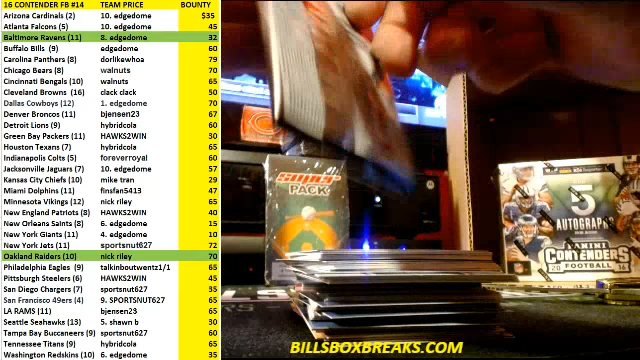 16 CONTENDER FB #14 TEAM PRICE BOUNTY
Arizona Cardinals (2) 10. edgedome $35
Atlanta Falcons (5) 10. edgedome 45
Baltimore Ravens (11) 8. edgedome 32
Buffalo Bills (9) edgedome 60
Carolina Panthers (8) dorlikewhoa 79
Chicago Bears (8) walnuts 70
Cincinnati Bengals (10) walnuts 65
Cleveland Browns (16) clack clack 50
Dallas Cowboys (12) 1. edgedome 70
Denver Broncos (11) bjensen23 67
Detroit Lions (9) hybridcola 60
Green Bay Packers (11) HAWKS2WIN 30
Houston Texans (7) hybridcola 65
Indianapolis Colts (5) foreverroyal 60
Jacksonville Jaguars (7) 10. edgedome 57
Kansas City Chiefs (10) mike tran 29
Miami Dolphins (11) finsfan5413 47
Minnesota Vikings (12) nick riley 65
New England Patriots (8) HAWKS2WIN 40
New Orleans Saints (8) 6. edgedome 15
New York Giants (11) 4. edgedome 10
New York Jets (11) sportsnut627 72
Oakland Raiders (10) nick riley 70
Philadelphia Eagles (9) talkinboutwentz1/1 65
Pittsburgh Steelers (6) HAWKS2WIN 45
San Diego Chargers (7) sportsnut627 35
San Francisco 49ers (4) 9. SPORTSNUT627 65
LA RAMS (11) bjensen23 65
Seattle Seahawks (13) 5. shawn b 30
Tampa Bay Buccaneers (9) sportsnut627 60
Tennessee Titans (9) hybridcola 65
Washington Redskins (10) 6. edgedome 35
SUPER
PACK
5
AUTOGRAPHS
PANINI
CONTENDERS
2016 FOOTBALL
BILLSBOXBREAKS.COM